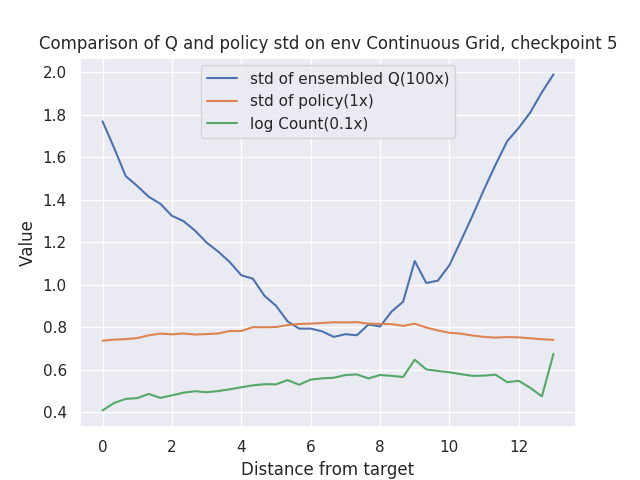 Comparison of Q and policy std on env Continuous Grid, checkpoint 5
std of ensembled Q(100x)
std of policy(1x)
log Count(0.1x)
Value
2.0
1.8
1.6
1.4
1.2
1.0
0.8
0.6
0.4
0 2 4 6 8 10 12
Distance from target